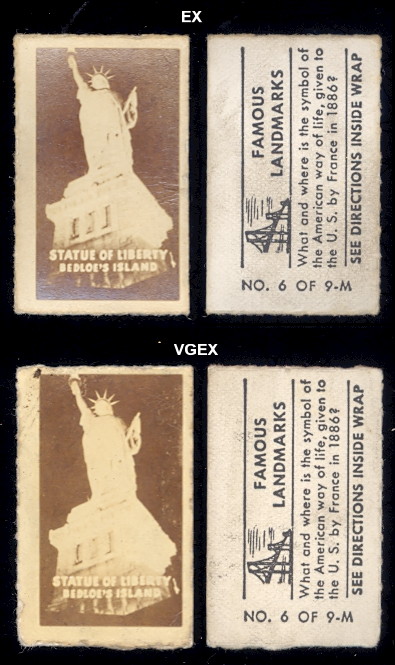 EX
STATUE OF LIBERTY
BEDLOE'S ISLAND
FAMOUS
LANDMARKS
What and where is the symbol of
the American way of life, given to
the U. S. by France in 1886?
SEE DIRECTIONS INSIDE WRAP
NO. 6 OF 9-M
VGEX
STATUE OF LIBERTY
BEDLOE'S ISLAND
FAMOUS
LANDMARKS
What and where is the symbol of
the American way of life, given to
the U. S. by France in 1886?
SEE DIRECTIONS INSIDE WRAP
NO. 6 OF 9-M